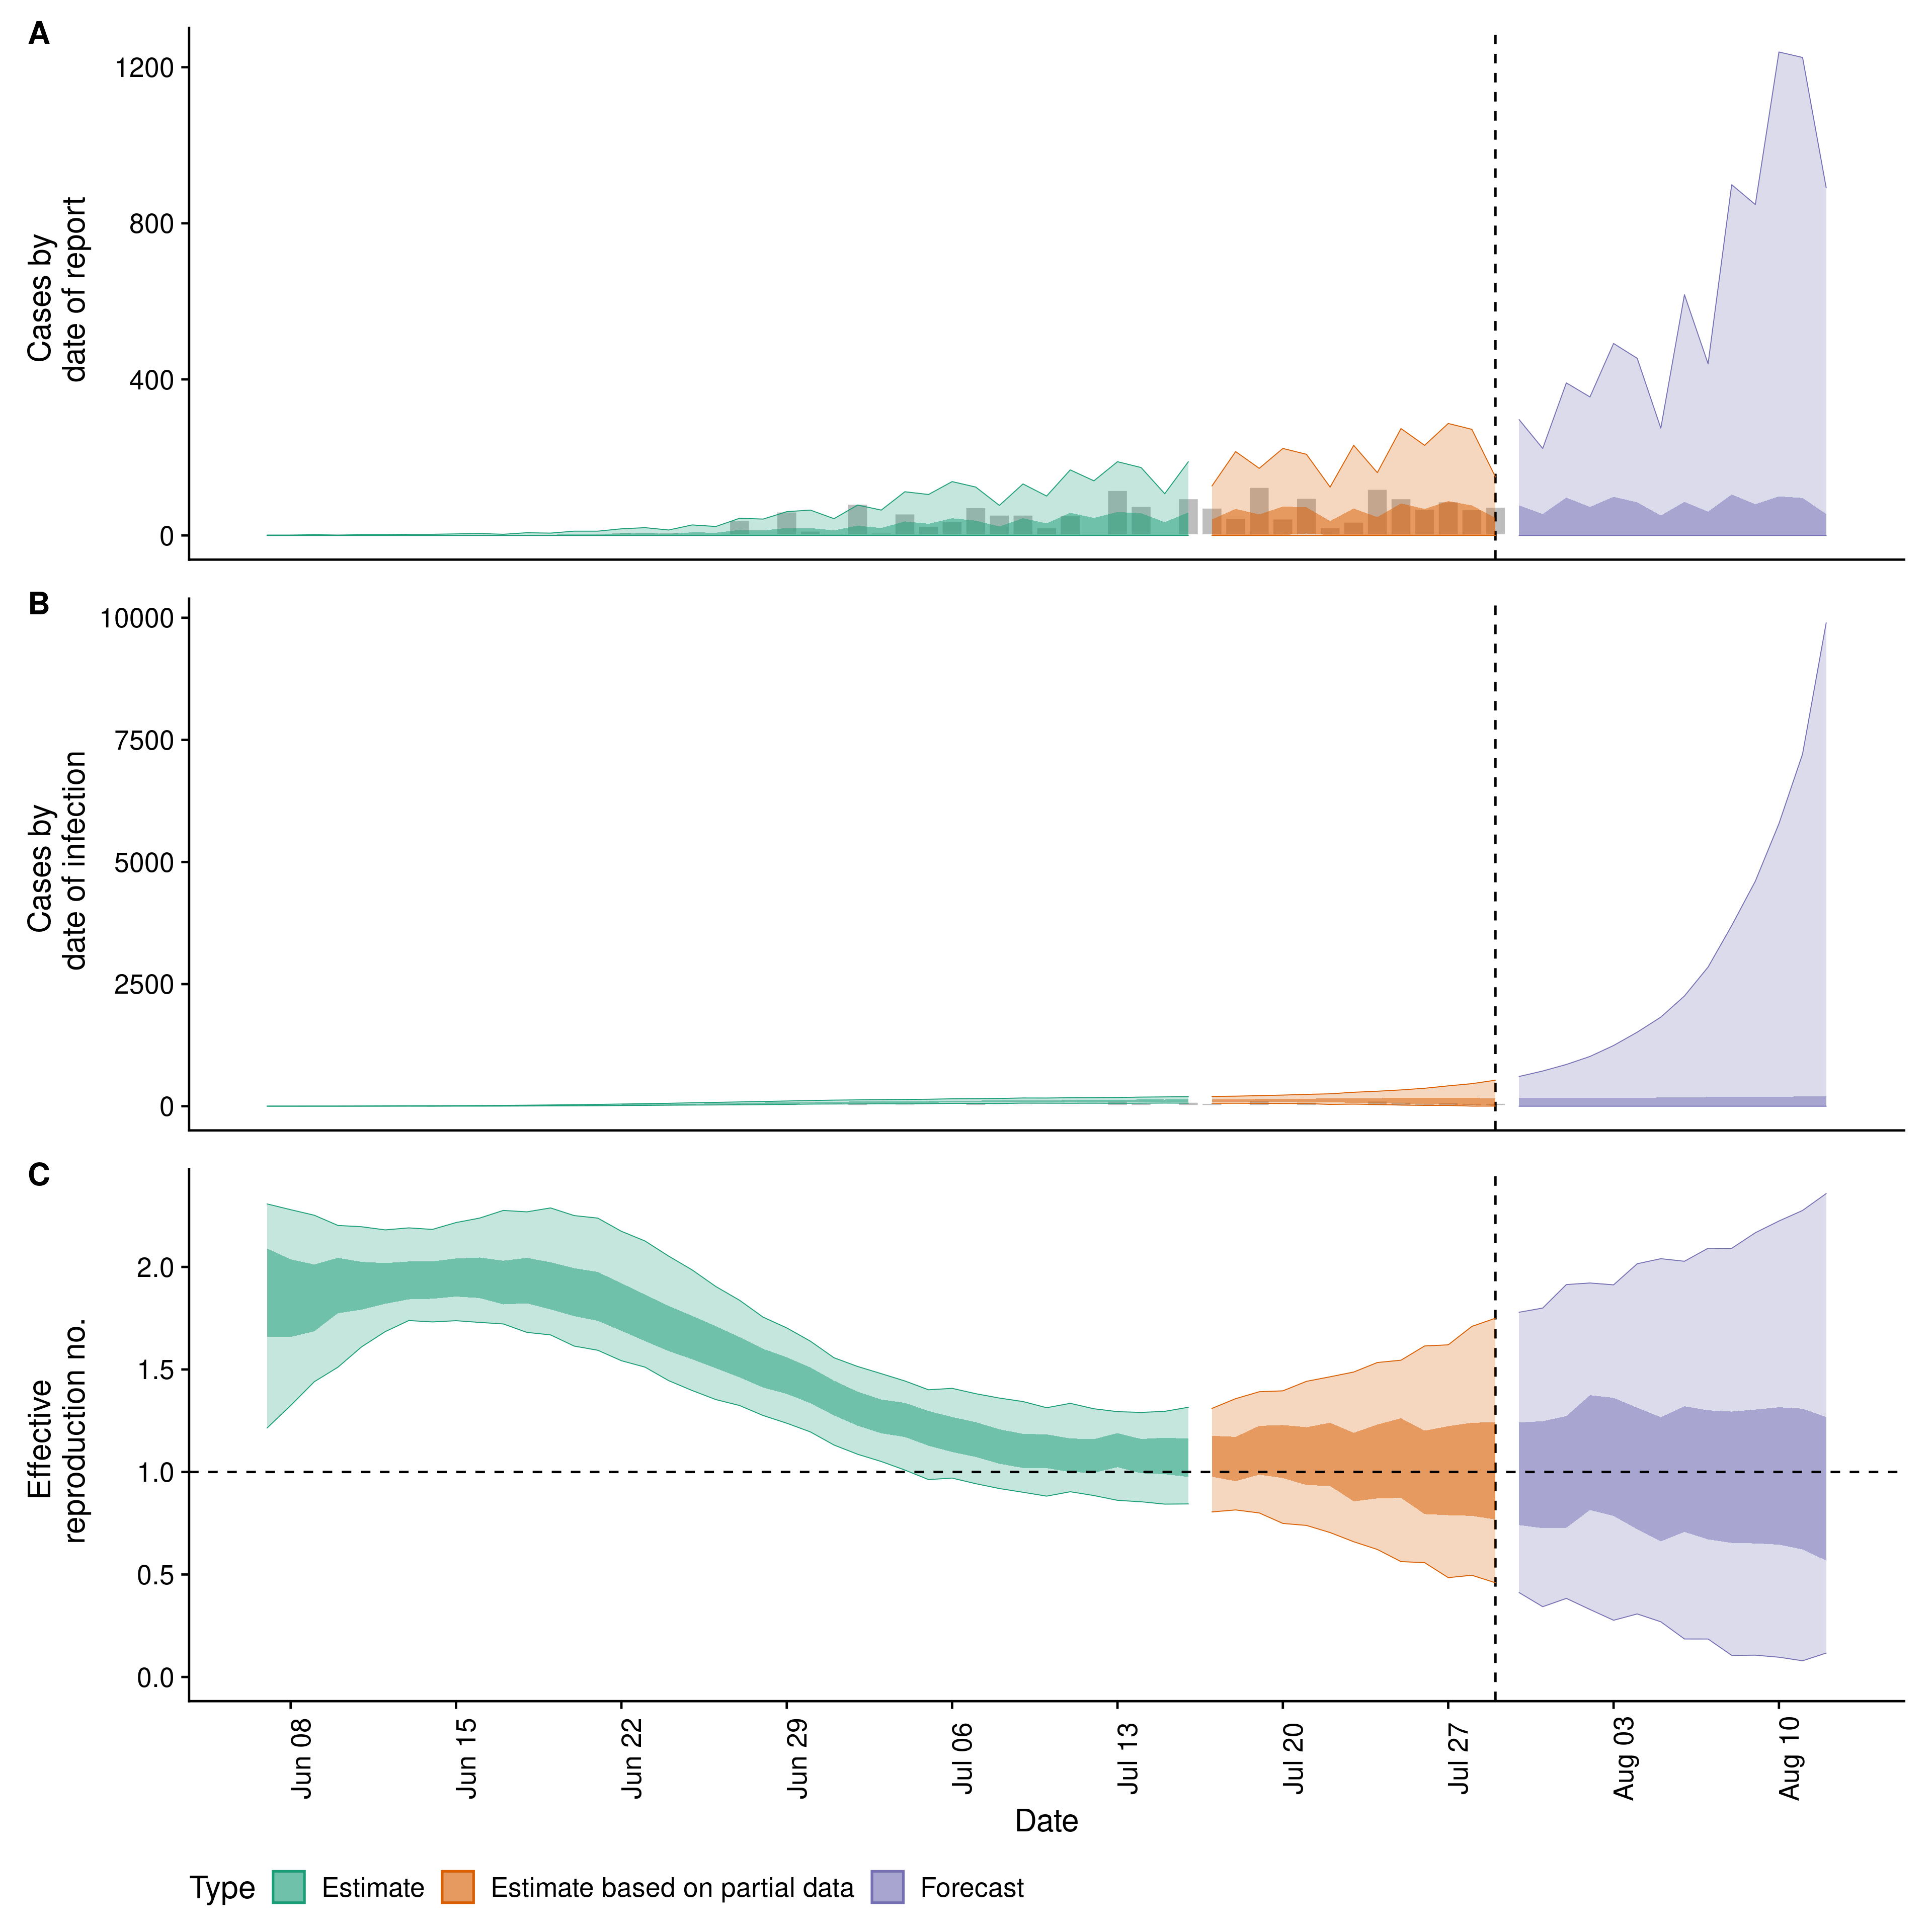 A
1200
800
400
0
Cases by
date of report
B
10000
7500
5000
2500
0
Cases by
date of infection
C
2.0
1.5
1.0
0.5
0.0
Effective
reproduction no.
Jun 08
Jun 15
Jun 22
Jun 29
Jul 06
Jul 13
Jul 20
Jul 27
Aug 03
Aug 10
Date
Type Estimate Estimate based on partial data Forecast